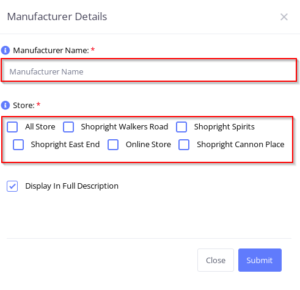 Manufacturer Details
Manufacturer Name: *
Manufacturer Name
Store: *
All Store Shopright Walkers Road Shopright Spirits
Shopright East End Online Store Shopright Cannon Place
Display In Full Description
Close Submit